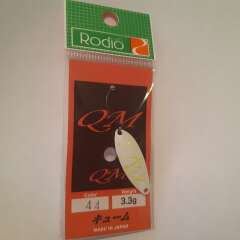 Rodio
QM
QM
Color
Weight
44
3.3g
キューム
MADE IN JAPAN